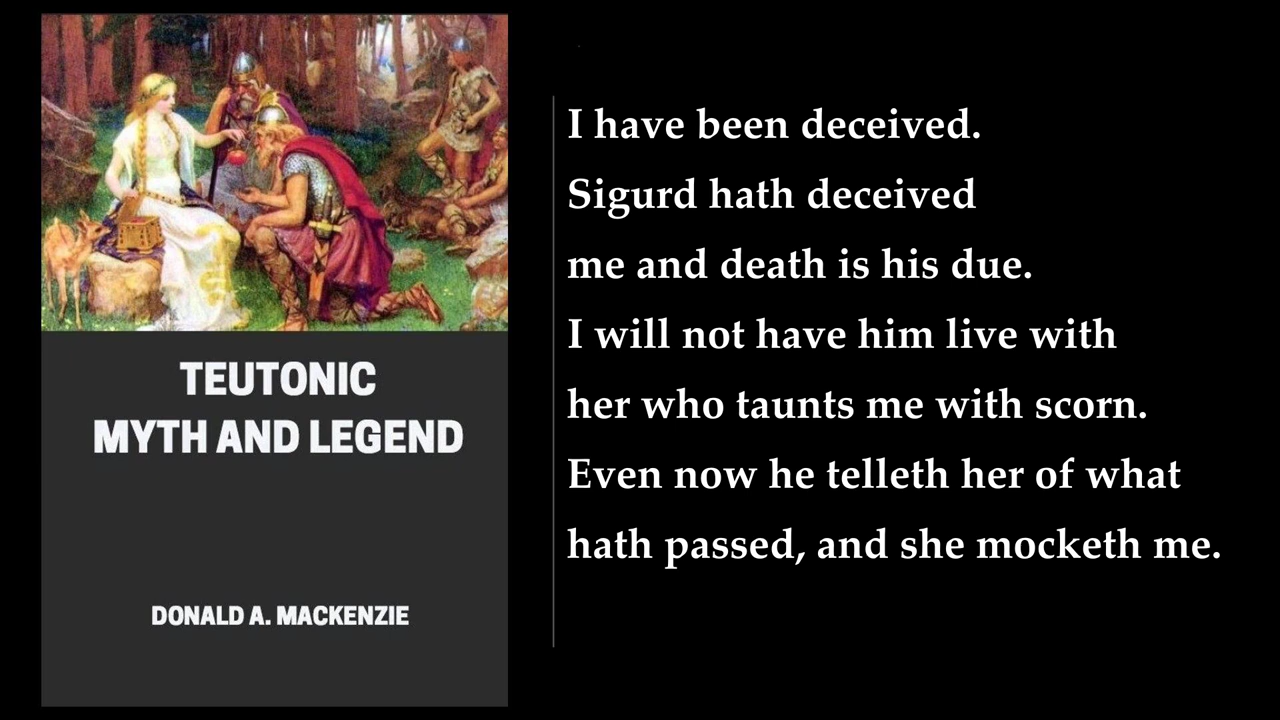 TEUTONIC
MYTH AND LEGEND
DONALD A. MACKENZIE
I have been deceived.
Sigurd hath deceived
me and death is his due.
I will not have him live with
her who taunts me with scorn.
Even now he telleth her of what
hath passed, and she mocketh me.